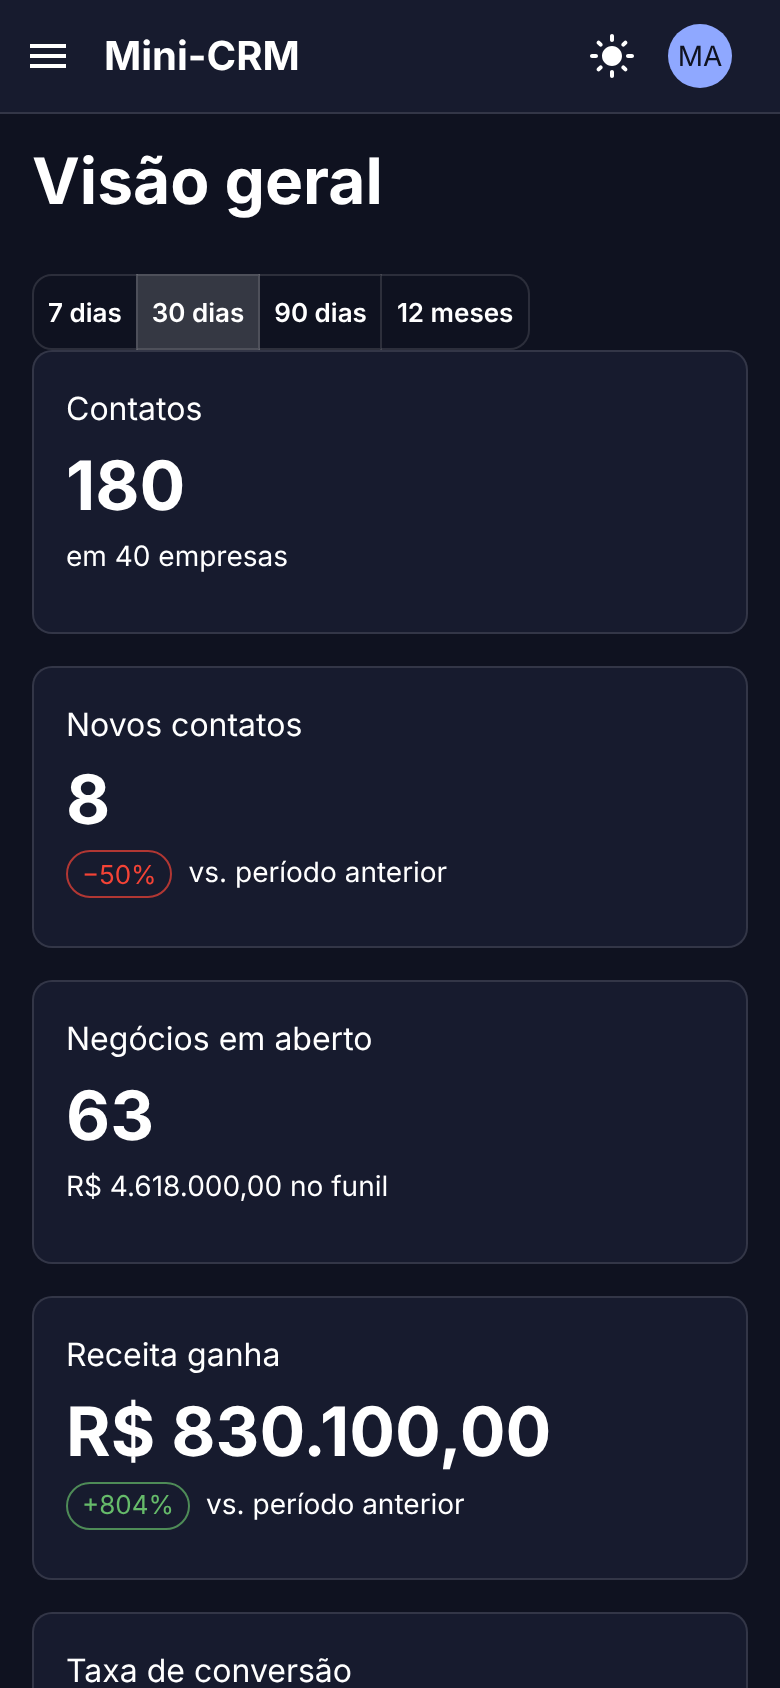 Mini-CRM
MA
Visão geral
7 dias 30 dias 90 dias 12 meses
Contatos
180
em 40 empresas
Novos contatos
8
−50% vs. período anterior
Negócios em aberto
63
R$ 4.618.000,00 no funil
Receita ganha
R$ 830.100,00
+804% vs. período anterior
Taxa de conversão